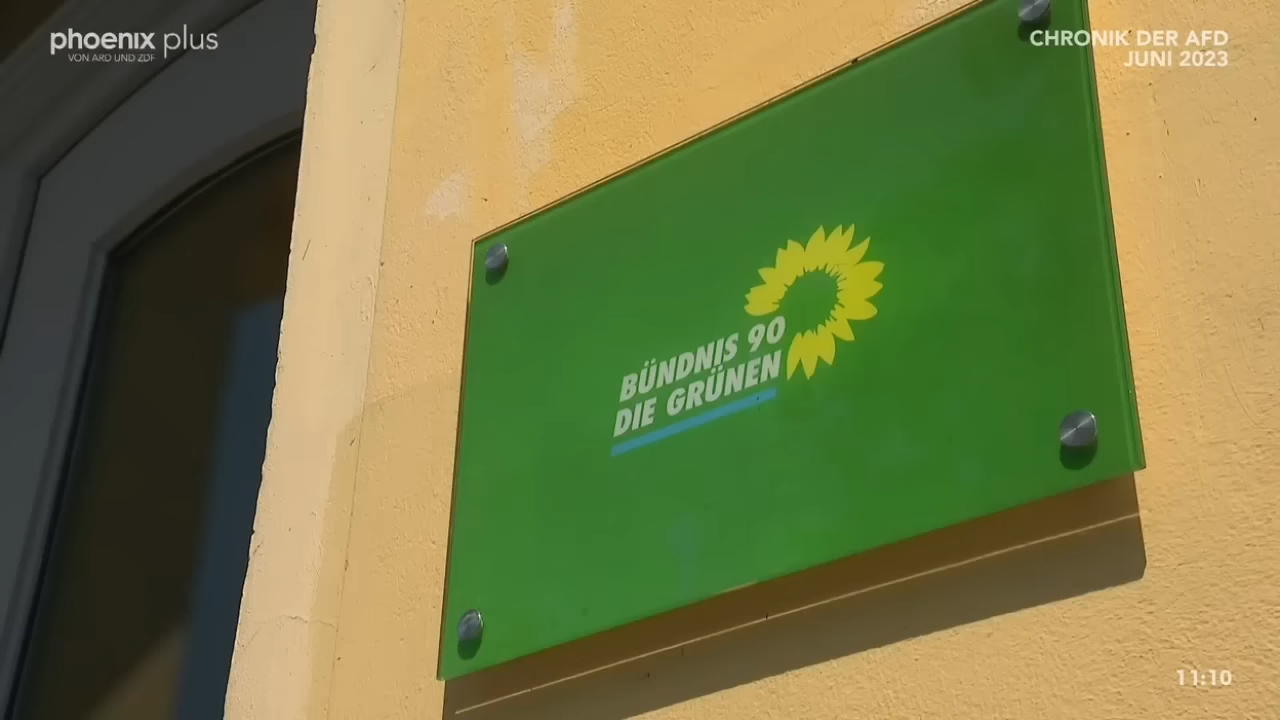 phoenix plus
VON ARD UND ZDF
CHRONIK DER AFD
JUNI 2023
BÜNDNIS 90
DIE GRÜNEN
11:10